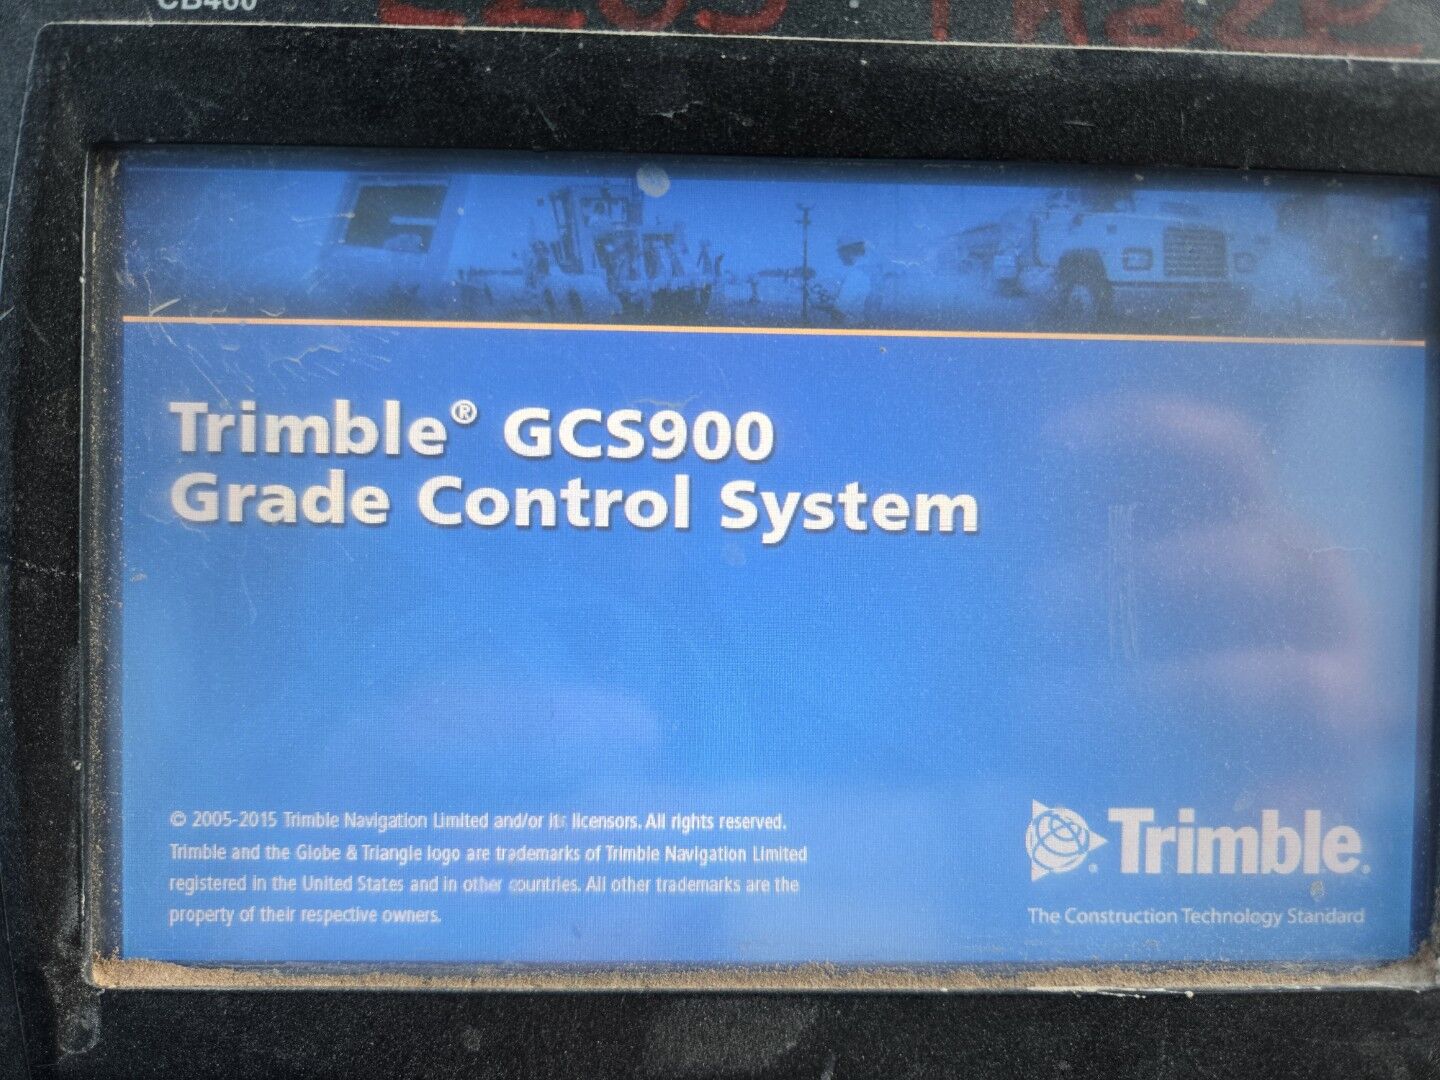 CB460
Trimble® GCS900
Grade Control System
© 2005-2015 Trimble Navigation Limited and/or its licensors. All rights reserved.
Trimble and the Globe & Triangle logo are trademarks of Trimble Navigation Limited
registered in the United States and in other countries. All other trademarks are the
property of their respective owners.
Trimble.
The Construction Technology Standard